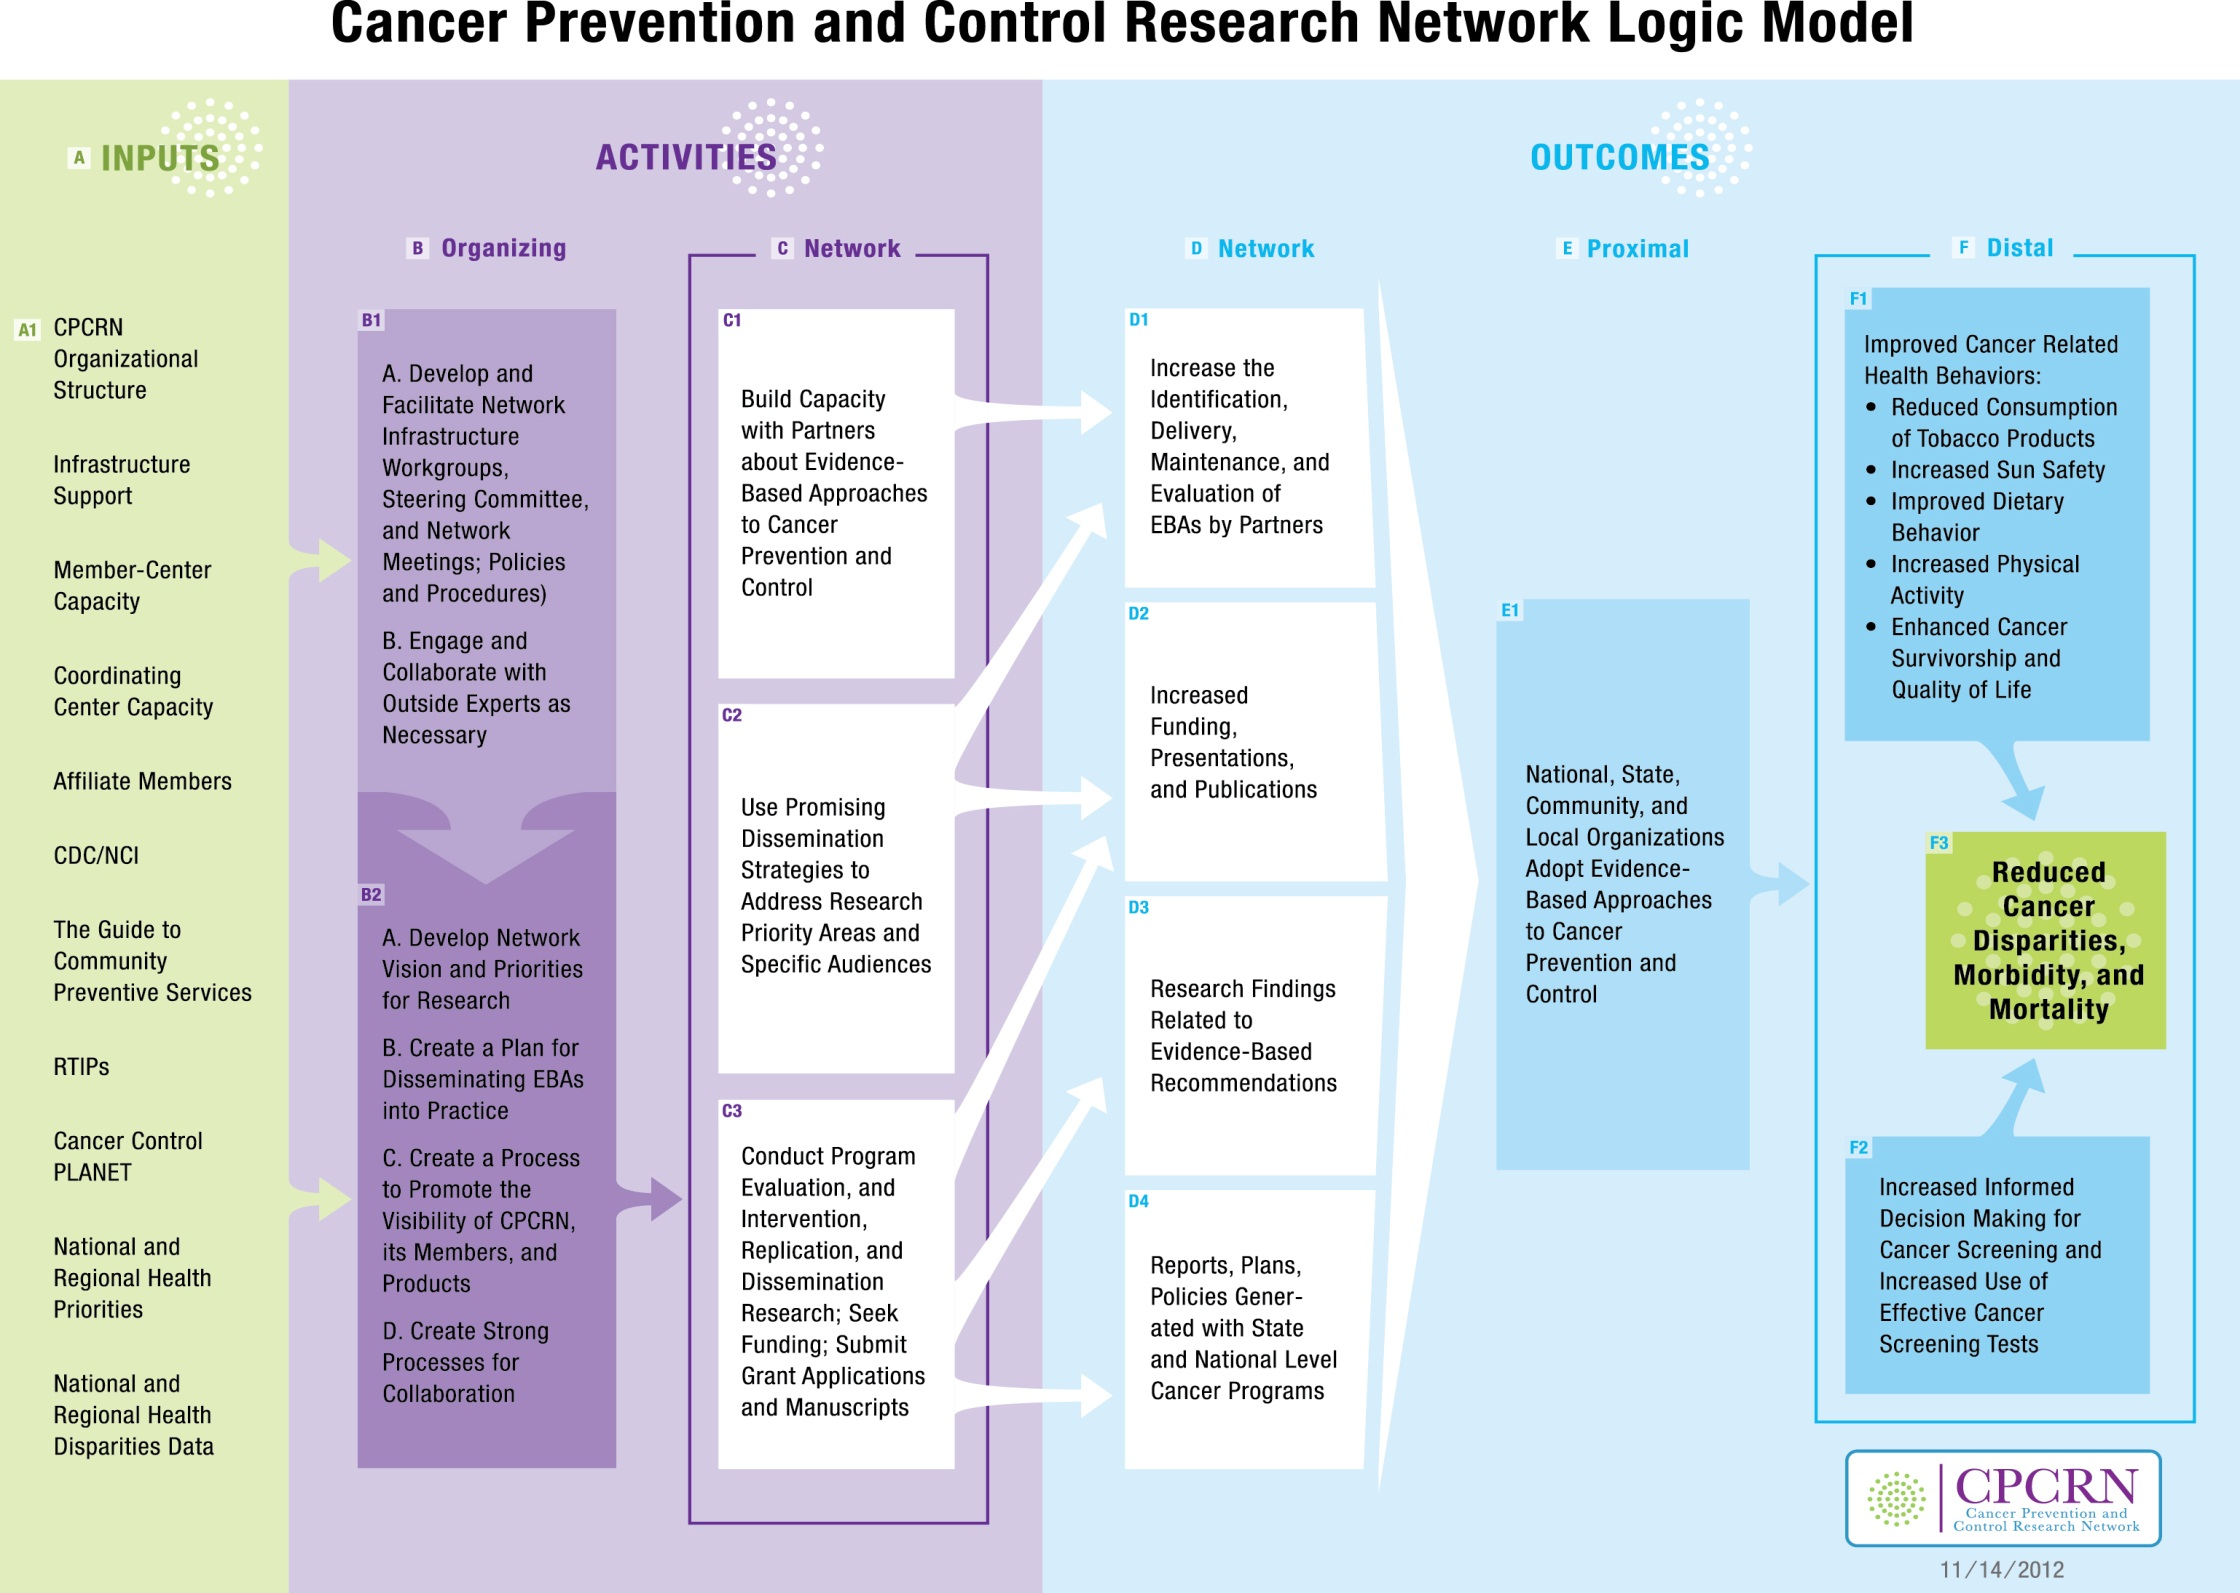 Cancer Prevention and Control Research Network Logic Model
A INPUTS
ACTIVITIES
OUTCOMES
B Organizing
C Network
D Network
E Proximal
F Distal
A1 CPCRN
Organizational
Structure
Infrastructure
Support
Member-Center
Capacity
Coordinating
Center Capacity
Affiliate Members
CDC/NCI
The Guide to
Community
Preventive Services
RTIPs
Cancer Control
PLANET
National and
Regional Health
Priorities
National and
Regional Health
Disparities Data
B1
A. Develop and
Facilitate Network
Infrastructure
Workgroups,
Steering Committee,
and Network
Meetings; Policies
and Procedures)
B. Engage and
Collaborate with
Outside Experts as
Necessary
B2
A. Develop Network
Vision and Priorities
for Research
B. Create a Plan for
Disseminating EBAs
into Practice
C. Create a Process
to Promote the
Visibility of CPCRN,
its Members, and
Products
D. Create Strong
Processes for
Collaboration
C1
Build Capacity
with Partners
about Evidence-
Based Approaches
to Cancer
Prevention and
Control
C2
Use Promising
Dissemination
Strategies to
Address Research
Priority Areas and
Specific Audiences
C3
Conduct Program
Evaluation, and
Intervention,
Replication, and
Dissemination
Research; Seek
Funding; Submit
Grant Applications
and Manuscripts
D1
Increase the
Identification,
Delivery,
Maintenance, and
Evaluation of
EBAs by Partners
D2
Increased
Funding,
Presentations,
and Publications
D3
Research Findings
Related to
Evidence-Based
Recommendations
D4
Reports, Plans,
Policies Gener-
ated with State
and National Level
Cancer Programs
E1
National, State,
Community, and
Local Organizations
Adopt Evidence-
Based Approaches
to Cancer
Prevention and
Control
F1
Improved Cancer Related
Health Behaviors:
• Reduced Consumption
of Tobacco Products
• Increased Sun Safety
• Improved Dietary
Behavior
• Increased Physical
Activity
• Enhanced Cancer
Survivorship and
Quality of Life
F3
Reduced
Cancer
Disparities,
Morbidity, and
Mortality
F2
Increased Informed
Decision Making for
Cancer Screening and
Increased Use of
Effective Cancer
Screening Tests
CPCRN
Cancer Prevention and
Control Research Network
11/14/2012